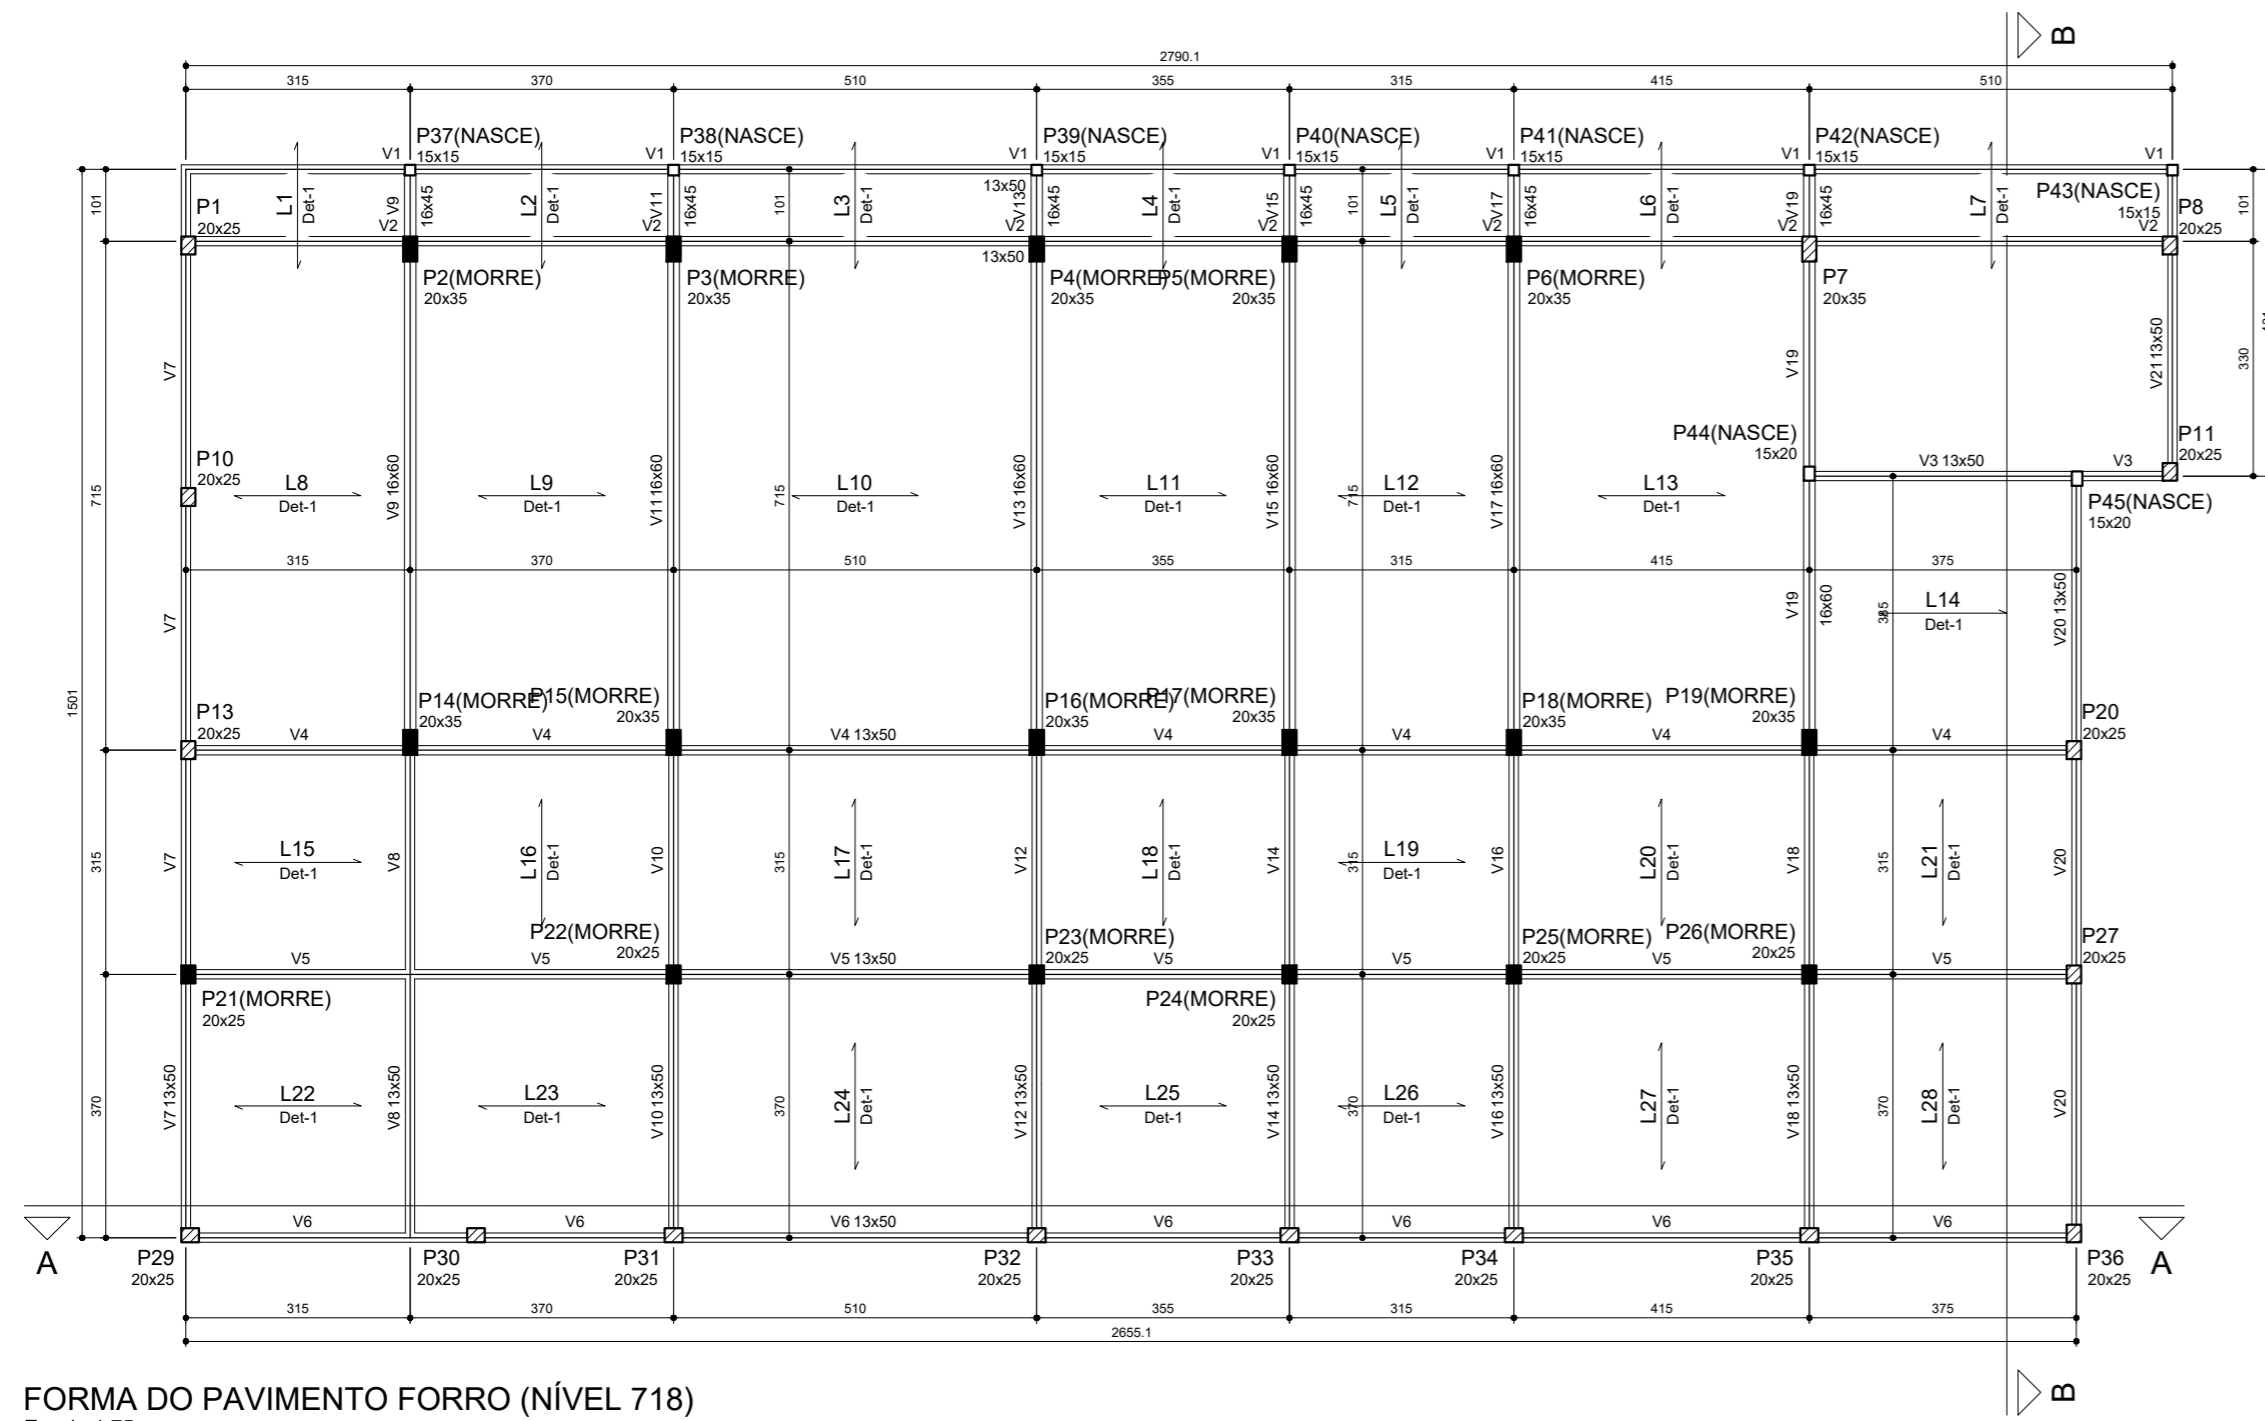 B
2790.1
315 370 510 355 315 415 510
P37(NASCE) P38(NASCE) P39(NASCE) P40(NASCE) P41(NASCE) P42(NASCE)
V1 15x15 V1 15x15 V1 15x15 V1 15x15 V1 15x15 V1 15x15 V1
101 L1 Det-1 V9 16x45 L2 Det-1 V11 16x45 101 L3 Det-1 13x50 V13 16x45 L4 Det-1 V15 16x45 101 L5 Det-1 V17 16x45 L6 Det-1 V19 16x45 L7 Det-1 P43(NASCE) 101
P1 15x15 P8
20x25 V2 V2 V2 V2 V2 V2 V2 20x25
13x50
P2(MORRE) P3(MORRE) P4(MORRE) P5(MORRE) P6(MORRE) P7
20x35 20x35 20x35 20x35 20x35 20x35
V7 V19 V21 13x50 330
P44(NASCE) P11
15x20 20x25
P10 V3 13x50 V3
20x25
715 L8 V9 16x60 L9 V11 16x60 715 L10 V13 16x60 L11 V15 16x60 715 L12 V17 16x60 L13 P45(NASCE)
Det-1 Det-1 Det-1 Det-1 Det-1 Det-1 15x20
315 370 510 355 315 415 375
V7 V19 16x60 385 L14 V20 13x50
Det-1
1501
P13 P14(MORRE) P15(MORRE) P16(MORRE) P17(MORRE) P18(MORRE) P19(MORRE) P20
20x25 20x35 20x35 20x35 20x35 20x35 20x35 20x25
V4 V4 V4 13x50 V4 V4 V4 V4
315 V7 L15 V8 L16 Det-1 V10 315 L17 Det-1 V12 L18 Det-1 V14 315 L19 V16 L20 Det-1 V18 315 L21 Det-1 V20
Det-1 Det-1
P22(MORRE) P23(MORRE) P25(MORRE) P26(MORRE) P27
20x25 20x25 20x25 20x25 20x25
V5 V5 V5 13x50 V5 V5 V5 V5
P21(MORRE) P24(MORRE)
20x25 20x25
370 V7 13x50 L22 V8 13x50 L23 V10 13x50 370 L24 Det-1 V12 13x50 L25 V14 13x50 370 L26 V16 13x50 L27 Det-1 V18 13x50 370 L28 Det-1 V20
Det-1 Det-1 Det-1 Det-1
V6 V6 V6 13x50 V6 V6 V6 V6
A P29 P30 P31 P32 P33 P34 P35 P36 A
20x25 20x25 20x25 20x25 20x25 20x25 20x25 20x25
315 370 510 355 315 415 375
2655.1
B
FORMA DO PAVIMENTO FORRO (NÍVEL 718)